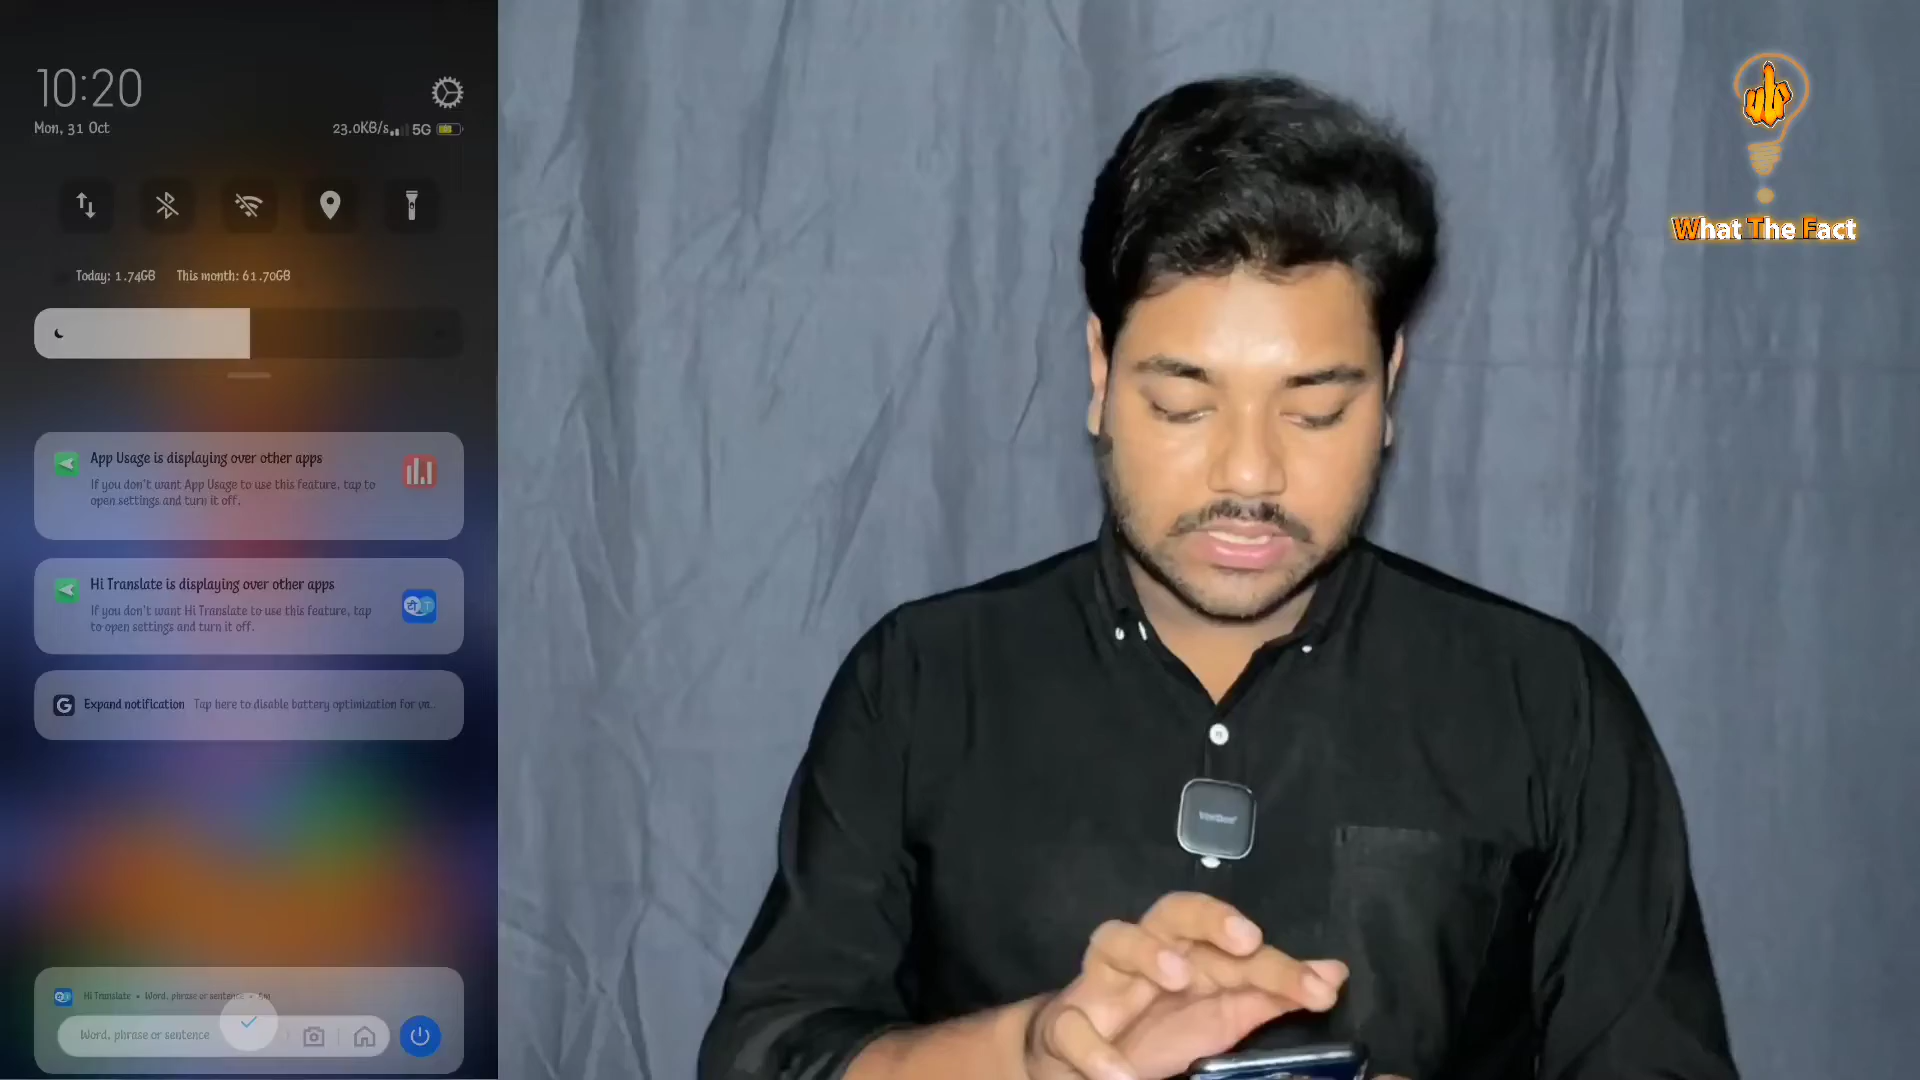 10:20
Mon, 31 Oct
23.0KB/s
5G
Today: 1.74GB This month: 61.70GB
App Usage is displaying over other apps
If you don't want App Usage to use this feature, tap to
open settings and turn it off.
Hi Translate is displaying over other apps
If you don't want Hi Translate to use this feature, tap
to open settings and turn it off.
G Expand notification Tap here to disable battery optimization for
Hi Translate • Word, phrase or sentence
Word, phrase or sentence
What The Fact